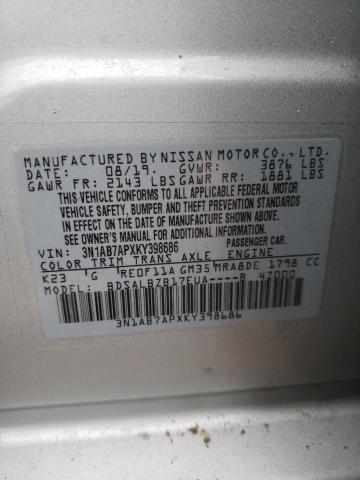 MANUFACTURED BY NISSAN MOTOR CO., LTD.
DATE: 08/19. GVWR: 3876 LBS
GAWR FR: 2143 LBS GAWR RR: 1881 LBS
THIS VEHICLE CONFORMS TO ALL APPLICABLE FEDERAL MOTOR
VEHICLE SAFETY, BUMPER AND THEFT PREVENTION STANDARDS
IN EFFECT ON THE DATE OF MANUFACTURE SHOWN ABOVE.
SEE OWNER'S MANUAL PASSENGER CAR.
VIN: 3N1AB7APXKY398686
COLOR TRIM TRANS AXLE ENGINE
K23 'G 'RE0F11A GM35 MRA8DE 1798 CC
MODEL: BDSALBZB17EUA----B 47000
3N1AB7APXKY398686